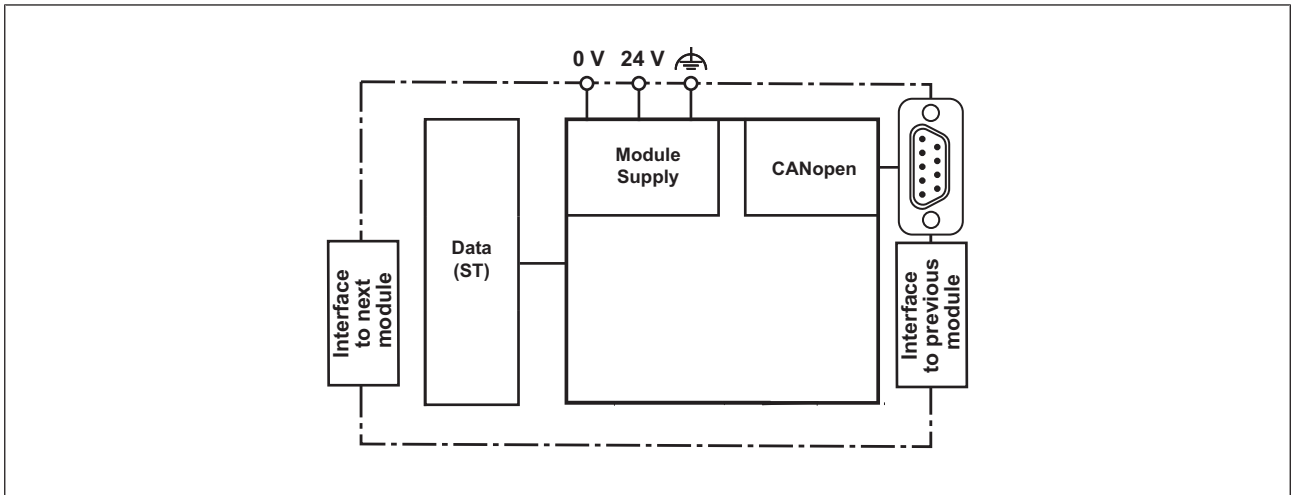 0 V 24 V
Module
Supply
CANopen
Data
(ST)
Interface
to next
module
Interface
to previous
module